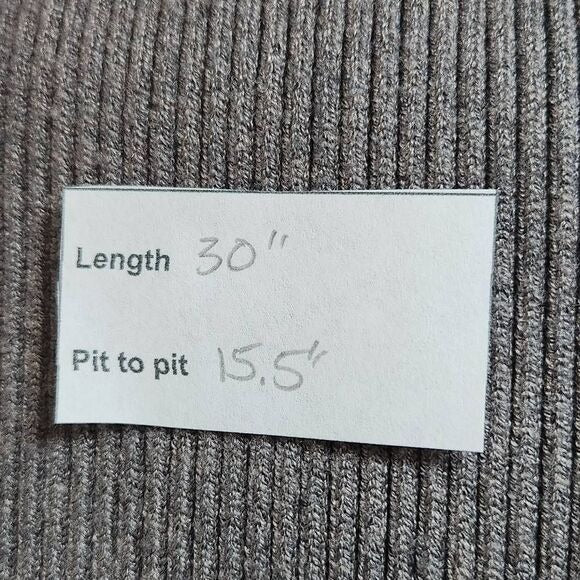 Length 30"
Pit to pit 15.5"